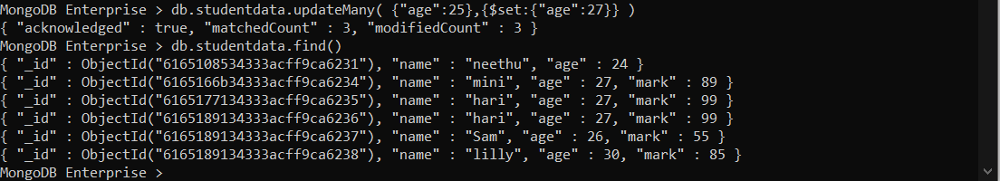 MongoDB Enterprise > db.studentdata.updateMany( {"age":25},{$set:{"age":27}} )
{ "acknowledged" : true, "matchedCount" : 3, "modifiedCount" : 3 }
MongoDB Enterprise > db.studentdata.find()
{ "_id" : ObjectId("6165108534333acff9ca6231"), "name" : "neethu", "age" : 24 }
{ "_id" : ObjectId("6165166b34333acff9ca6234"), "name" : "mini", "age" : 27, "mark" : 89 }
{ "_id" : ObjectId("6165177134333acff9ca6235"), "name" : "hari", "age" : 27, "mark" : 99 }
{ "_id" : ObjectId("6165189134333acff9ca6236"), "name" : "hari", "age" : 27, "mark" : 99 }
{ "_id" : ObjectId("6165189134333acff9ca6237"), "name" : "Sam", "age" : 26, "mark" : 55 }
{ "_id" : ObjectId("6165189134333acff9ca6238"), "name" : "lilly", "age" : 30, "mark" : 85 }
MongoDB Enterprise >